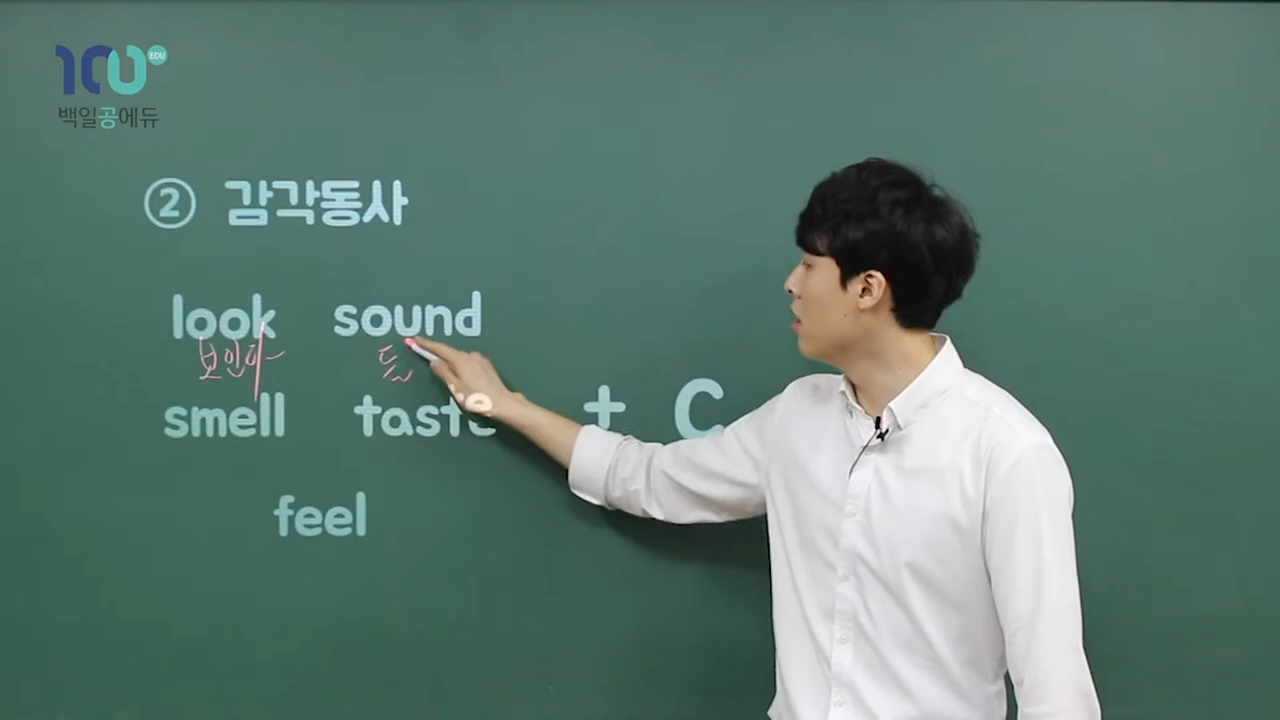 100 EDU
백일공에듀
② 감각동사
look sound
보인다
smell taste + C
feel